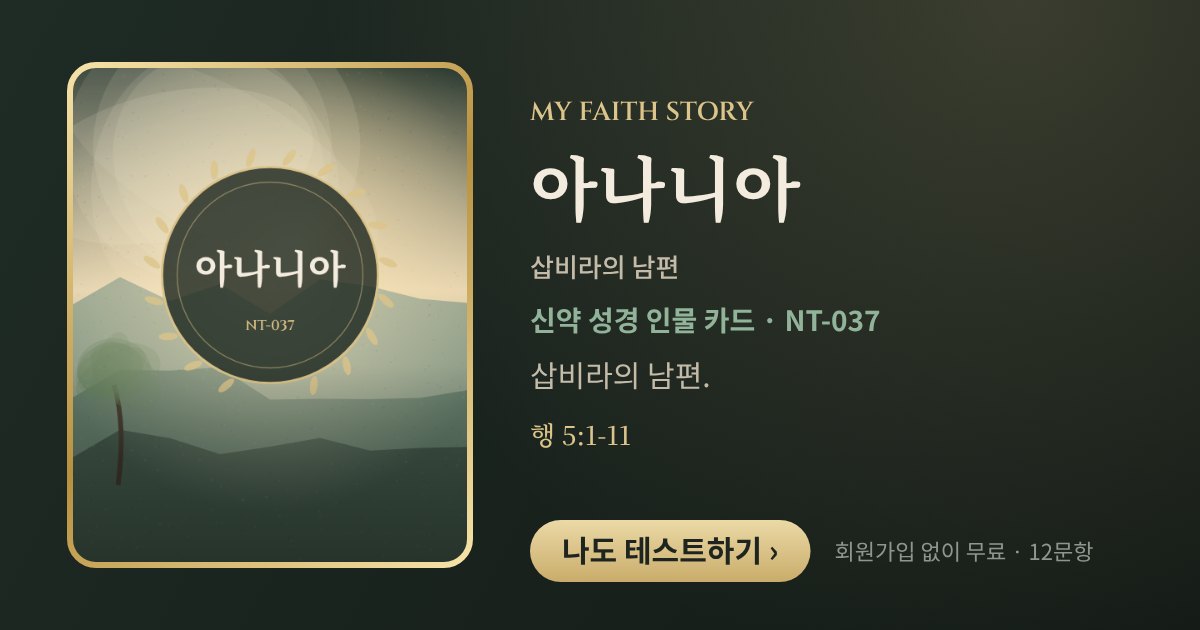 아나니아
NT-037
MY FAITH STORY
아나니아
삽비라의 남편
신약 성경 인물 카드 · NT-037
삽비라의 남편.
행 5:1-11
나도 테스트하기 ›
회원가입 없이 무료 · 12문항